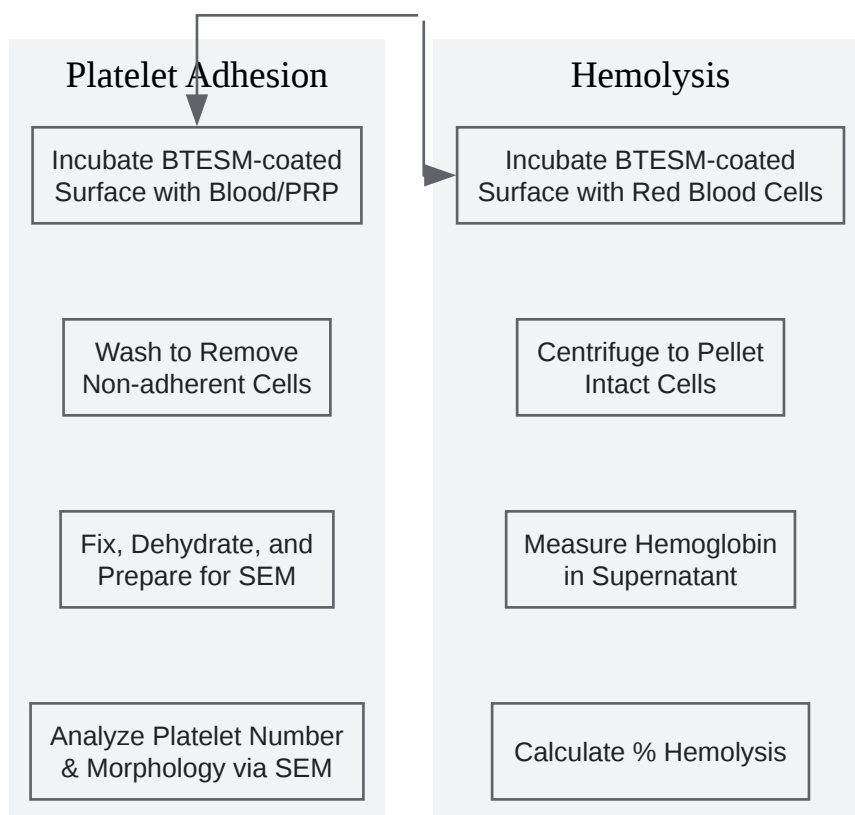 Platelet Adhesion
Incubate BTESM-coated
Surface with Blood/PRP
Wash to Remove
Non-adherent Cells
Fix, Dehydrate, and
Prepare for SEM
Analyze Platelet Number
& Morphology via SEM
Hemolysis
Incubate BTESM-coated
Surface with Red Blood Cells
Centrifuge to Pellet
Intact Cells
Measure Hemoglobin
in Supernatant
Calculate % Hemolysis